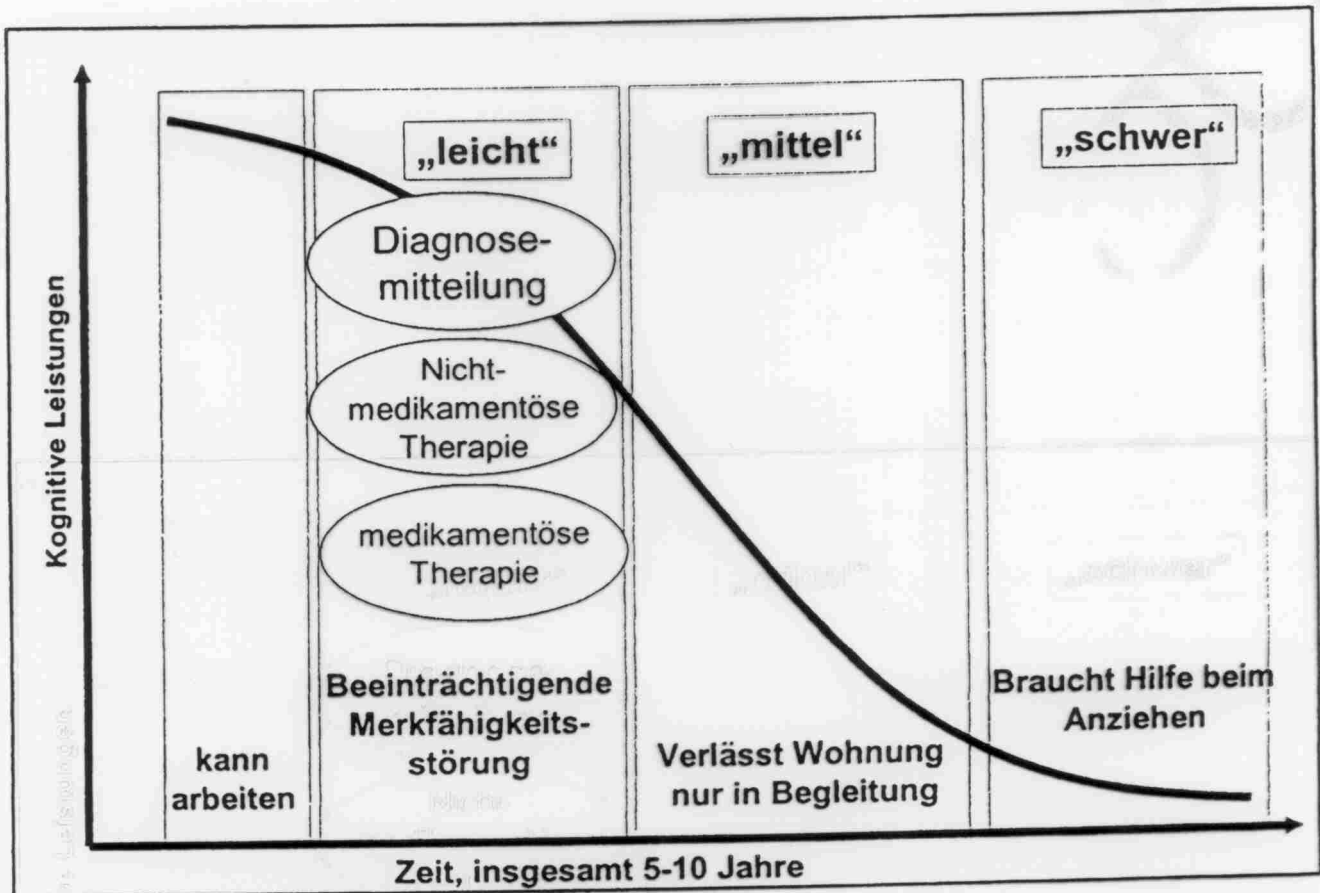 „leicht“
„mittel“
„schwer“
Diagnose-
mitteilung
Nicht-
medikamentöse
Therapie
medikamentöse
Therapie
Kognitive Leistungen
kann
arbeiten
Beeinträchtigende
Merkfähigkeits-
störung
Verlässt Wohnung
nur in Begleitung
Braucht Hilfe beim
Anziehen
Zeit, insgesamt 5-10 Jahre